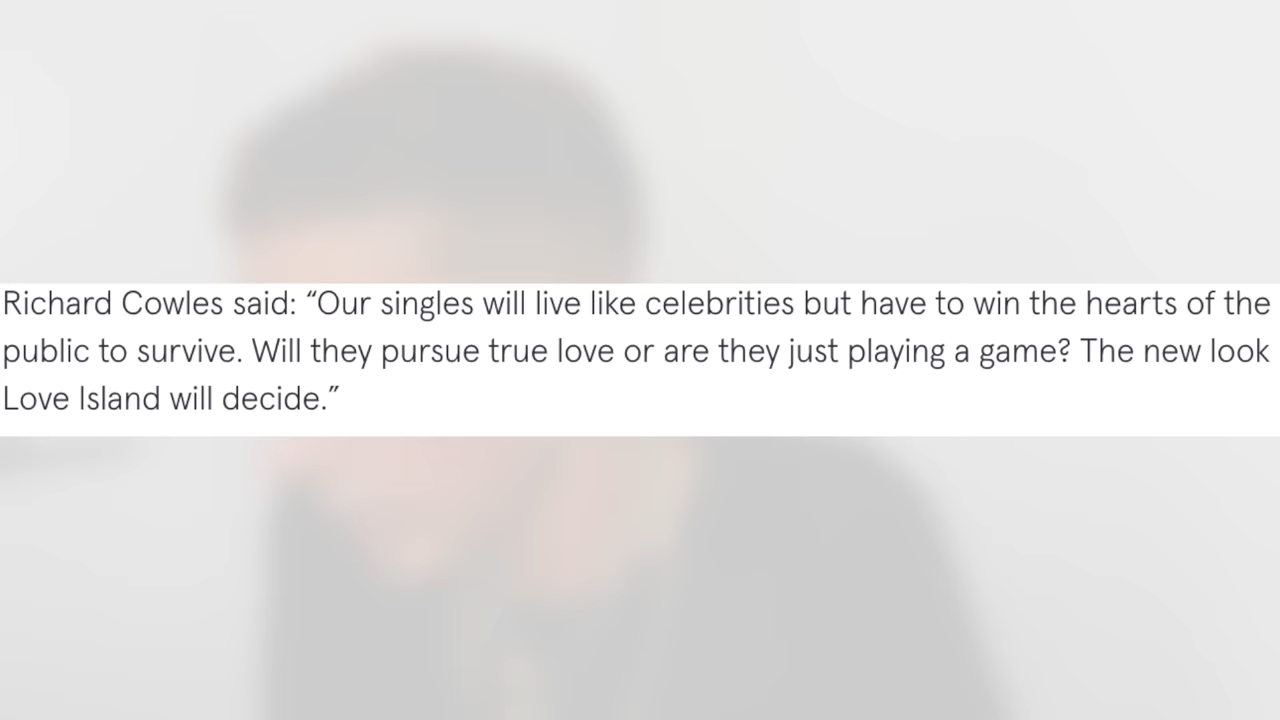 Richard Cowles said: “Our singles will live like celebrities but have to win the hearts of the
public to survive. Will they pursue true love or are they just playing a game? The new look
Love Island will decide.”